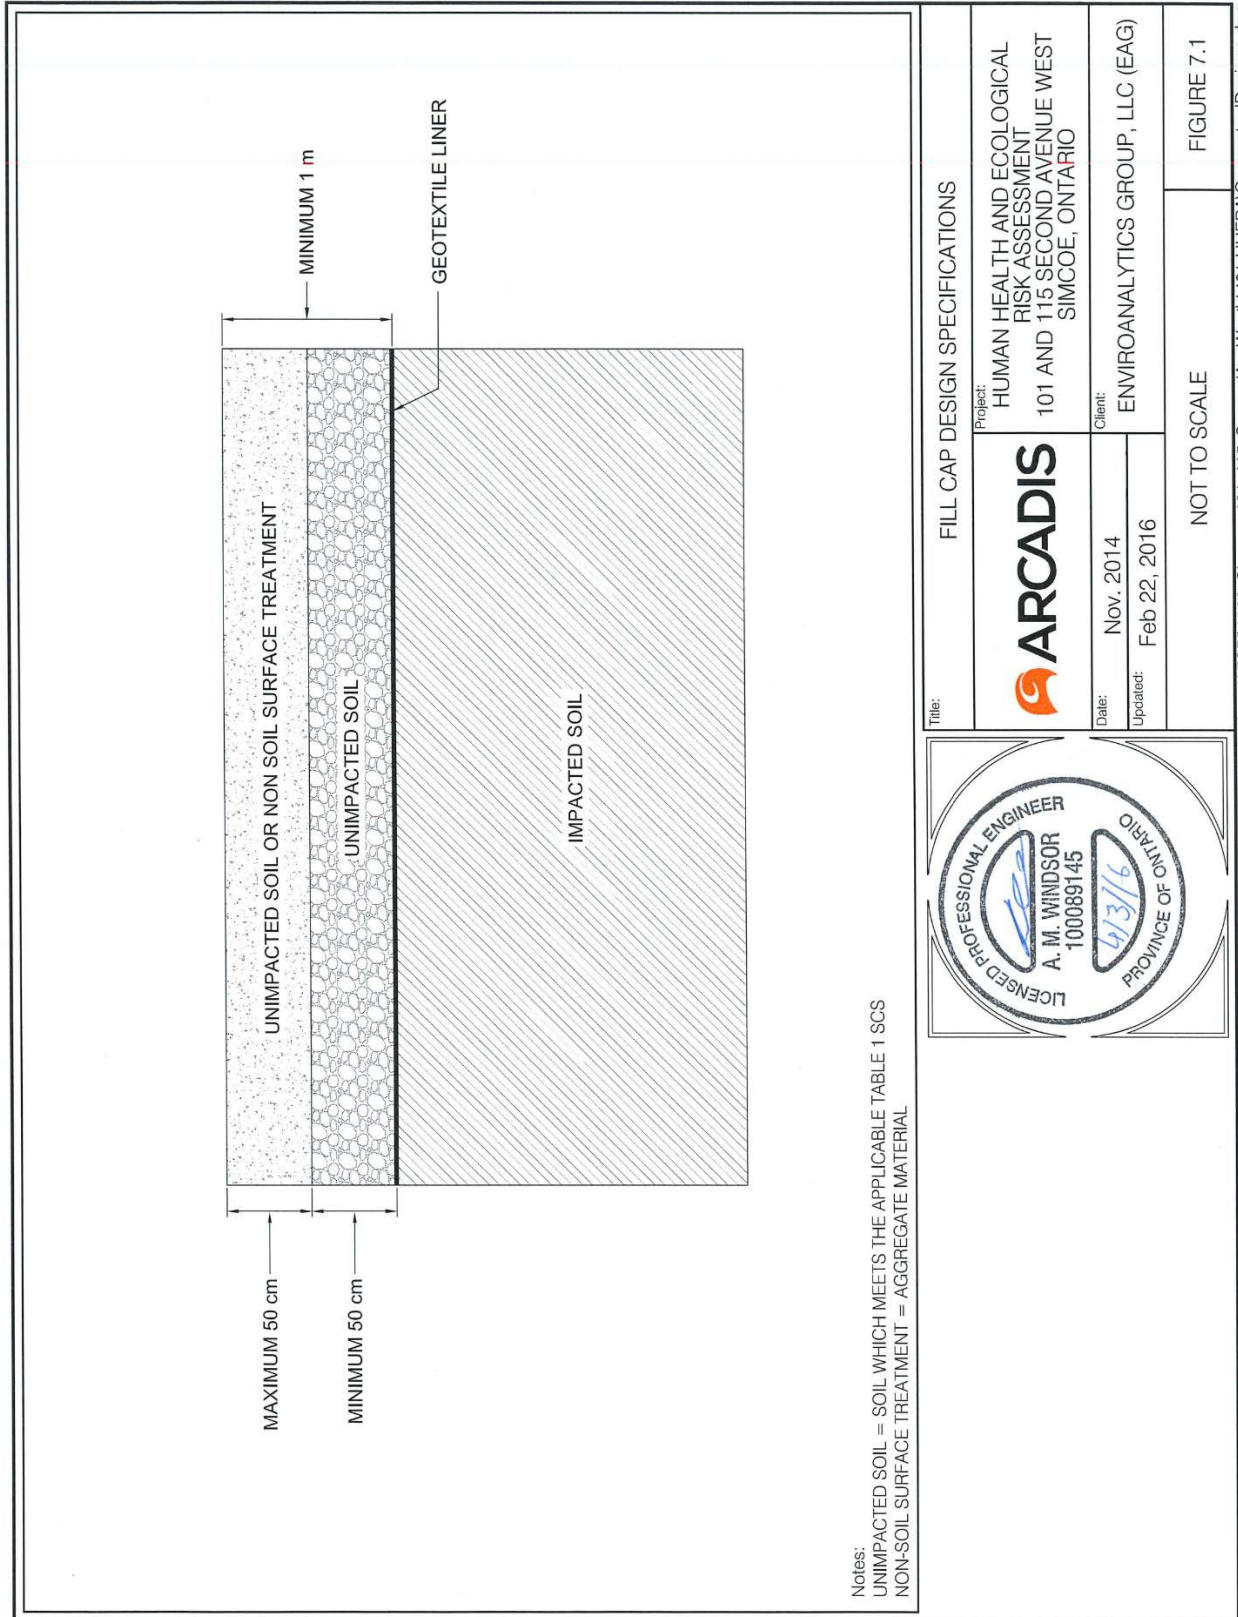 MAXIMUM 50 cm
MINIMUM 50 cm
UNIMPACTED SOIL OR NON SOIL SURFACE TREATMENT
UNIMPACTED SOIL
IMPACTED SOIL
MINIMUM 1 m
GEOTEXTILE LINER
Notes:
UNIMPACTED SOIL = SOIL WHICH MEETS THE APPLICABLE TABLE 1 SCS
NON-SOIL SURFACE TREATMENT = AGGREGATE MATERIAL
LICENSED PROFESSIONAL ENGINEER
A. M. WINDSOR
100089145
PROVINCE OF ONTARIO
Title:
FILL CAP DESIGN SPECIFICATIONS
ARCADIS
Project:
HUMAN HEALTH AND ECOLOGICAL
RISK ASSESSMENT
101 AND 115 SECOND AVENUE WEST
SIMCOE, ONTARIO
Date:
Nov. 2014
Updated:
Feb 22, 2016
Client:
ENVIROANALYTICS GROUP, LLC (EAG)
NOT TO SCALE
FIGURE 7.1